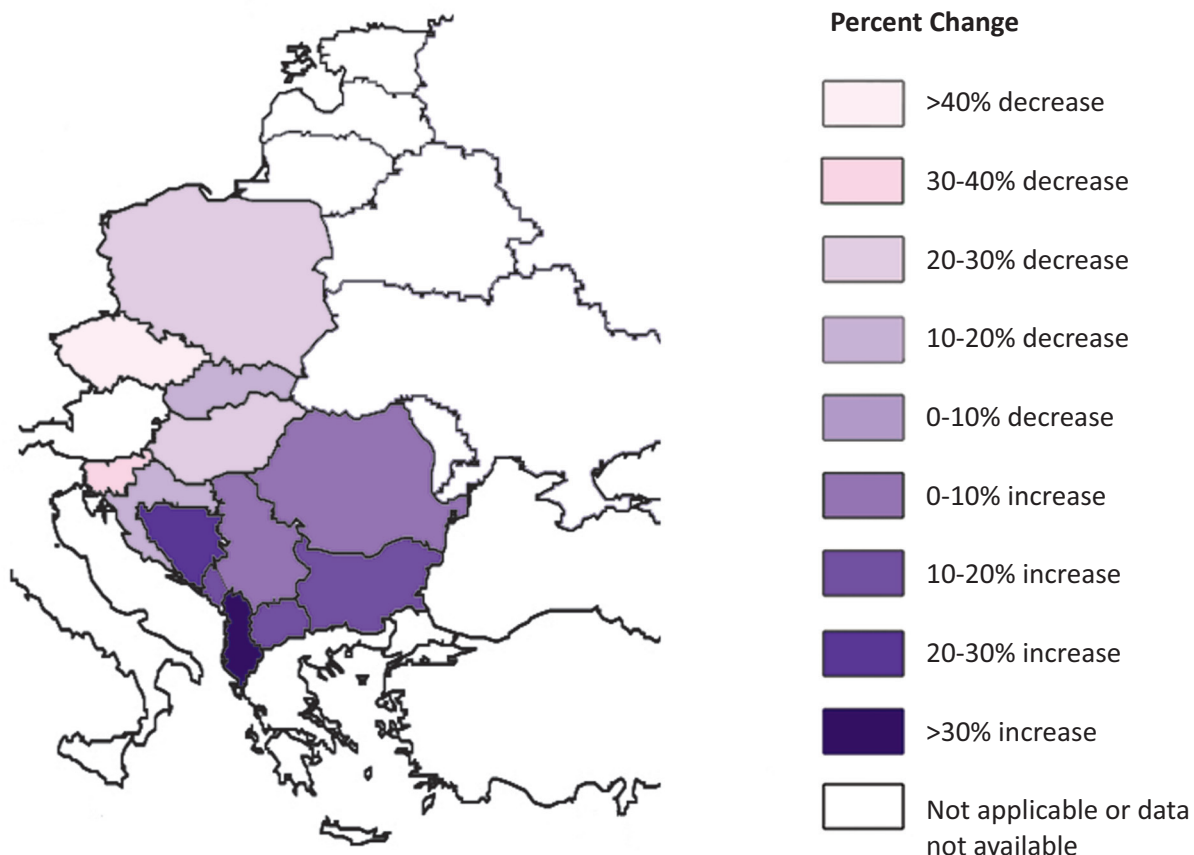 Percent Change
>40% decrease
30-40% decrease
20-30% decrease
10-20% decrease
0-10% decrease
0-10% increase
10-20% increase
20-30% increase
>30% increase
Not applicable or data
not available